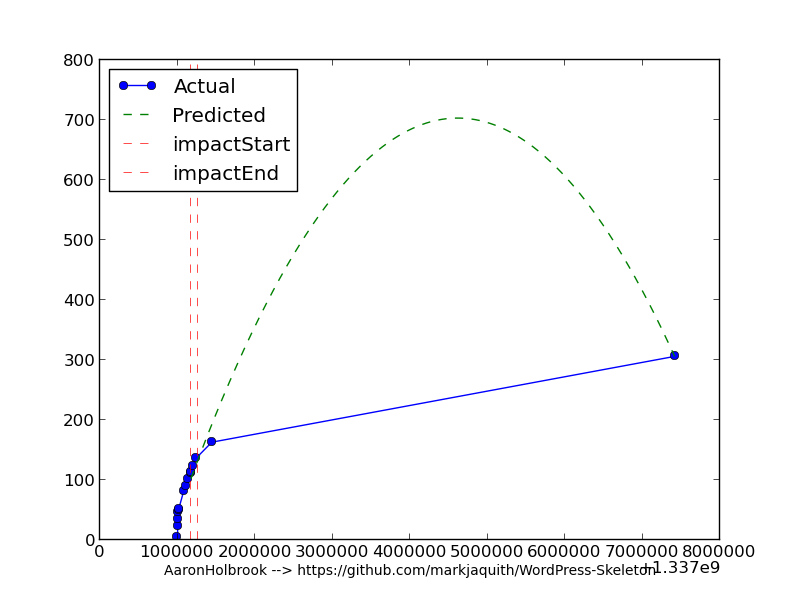 800
700
600
500
400
300
200
100
0
Actual
Predicted
impactStart
impactEnd
0 1000000 2000000 3000000 4000000 5000000 6000000 7000000 8000000
+1.337e9
AaronHolbrook --> https://github.com/markjaquith/WordPress-Skeleton